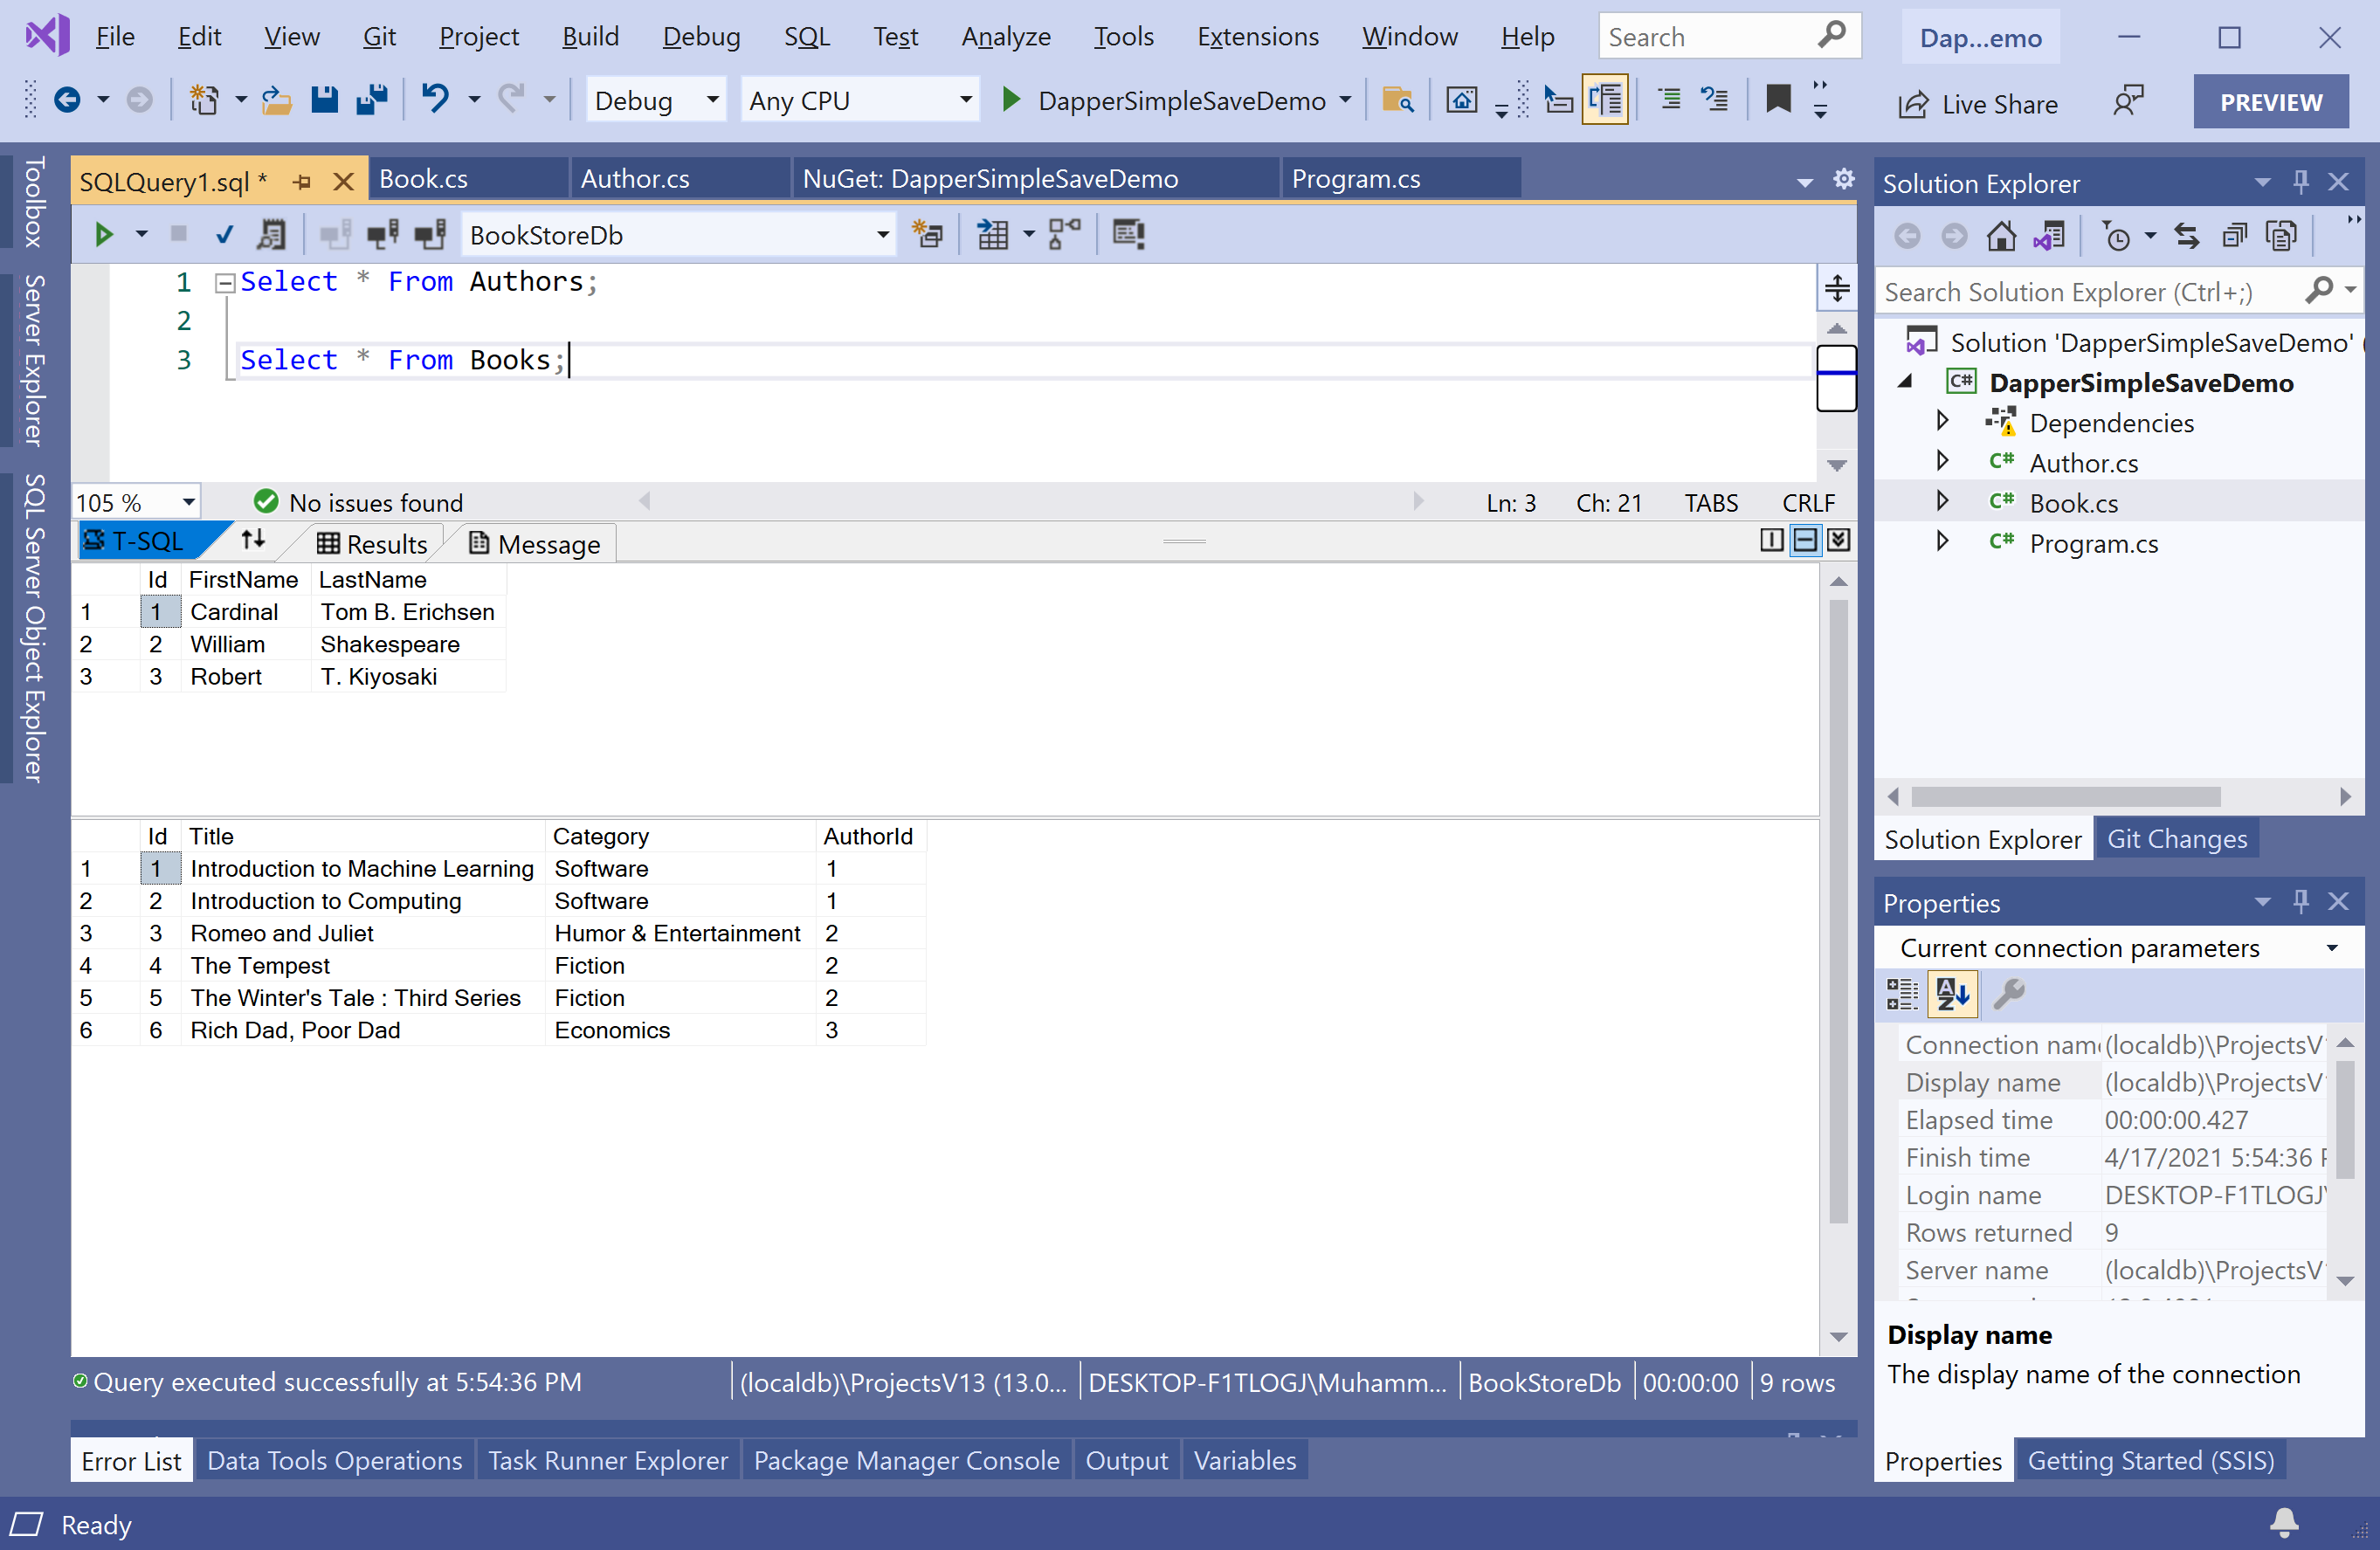 File Edit View Git Project Build Debug SQL Test Analyze Tools Extensions Window Help Search Dap...emo
Debug Any CPU DapperSimpleSaveDemo Live Share PREVIEW
Toolbox
Server Explorer
SQL Server Object Explorer
SQLQuery1.sql * Book.cs Author.cs NuGet: DapperSimpleSaveDemo Program.cs
BookStoreDb
1 Select * From Authors;
2
3 Select * From Books;
105 % No issues found Ln: 3 Ch: 21 TABS CRLF
T-SQL Results Message
Id FirstName LastName
1 1 Cardinal Tom B. Erichsen
2 2 William Shakespeare
3 3 Robert T. Kiyosaki
Id Title Category AuthorId
1 1 Introduction to Machine Learning Software 1
2 2 Introduction to Computing Software 1
3 3 Romeo and Juliet Humor & Entertainment 2
4 4 The Tempest Fiction 2
5 5 The Winter's Tale : Third Series Fiction 2
6 6 Rich Dad, Poor Dad Economics 3
Query executed successfully at 5:54:36 PM (localdb)\ProjectsV13 (13.0... DESKTOP-F1TLOGJ\Muhamm... BookStoreDb 00:00:00 9 rows
Error List Data Tools Operations Task Runner Explorer Package Manager Console Output Variables
Ready
Solution Explorer
Search Solution Explorer (Ctrl+;)
Solution 'DapperSimpleSaveDemo' (
C# DapperSimpleSaveDemo
Dependencies
C# Author.cs
C# Book.cs
C# Program.cs
Solution Explorer Git Changes
Properties
Current connection parameters
Connection nam (localdb)\ProjectsV
Display name (localdb)\ProjectsV
Elapsed time 00:00:00.427
Finish time 4/17/2021 5:54:36
Login name DESKTOP-F1TLOGJ\
Rows returned 9
Server name (localdb)\ProjectsV
Display name
The display name of the connection
Properties Getting Started (SSIS)